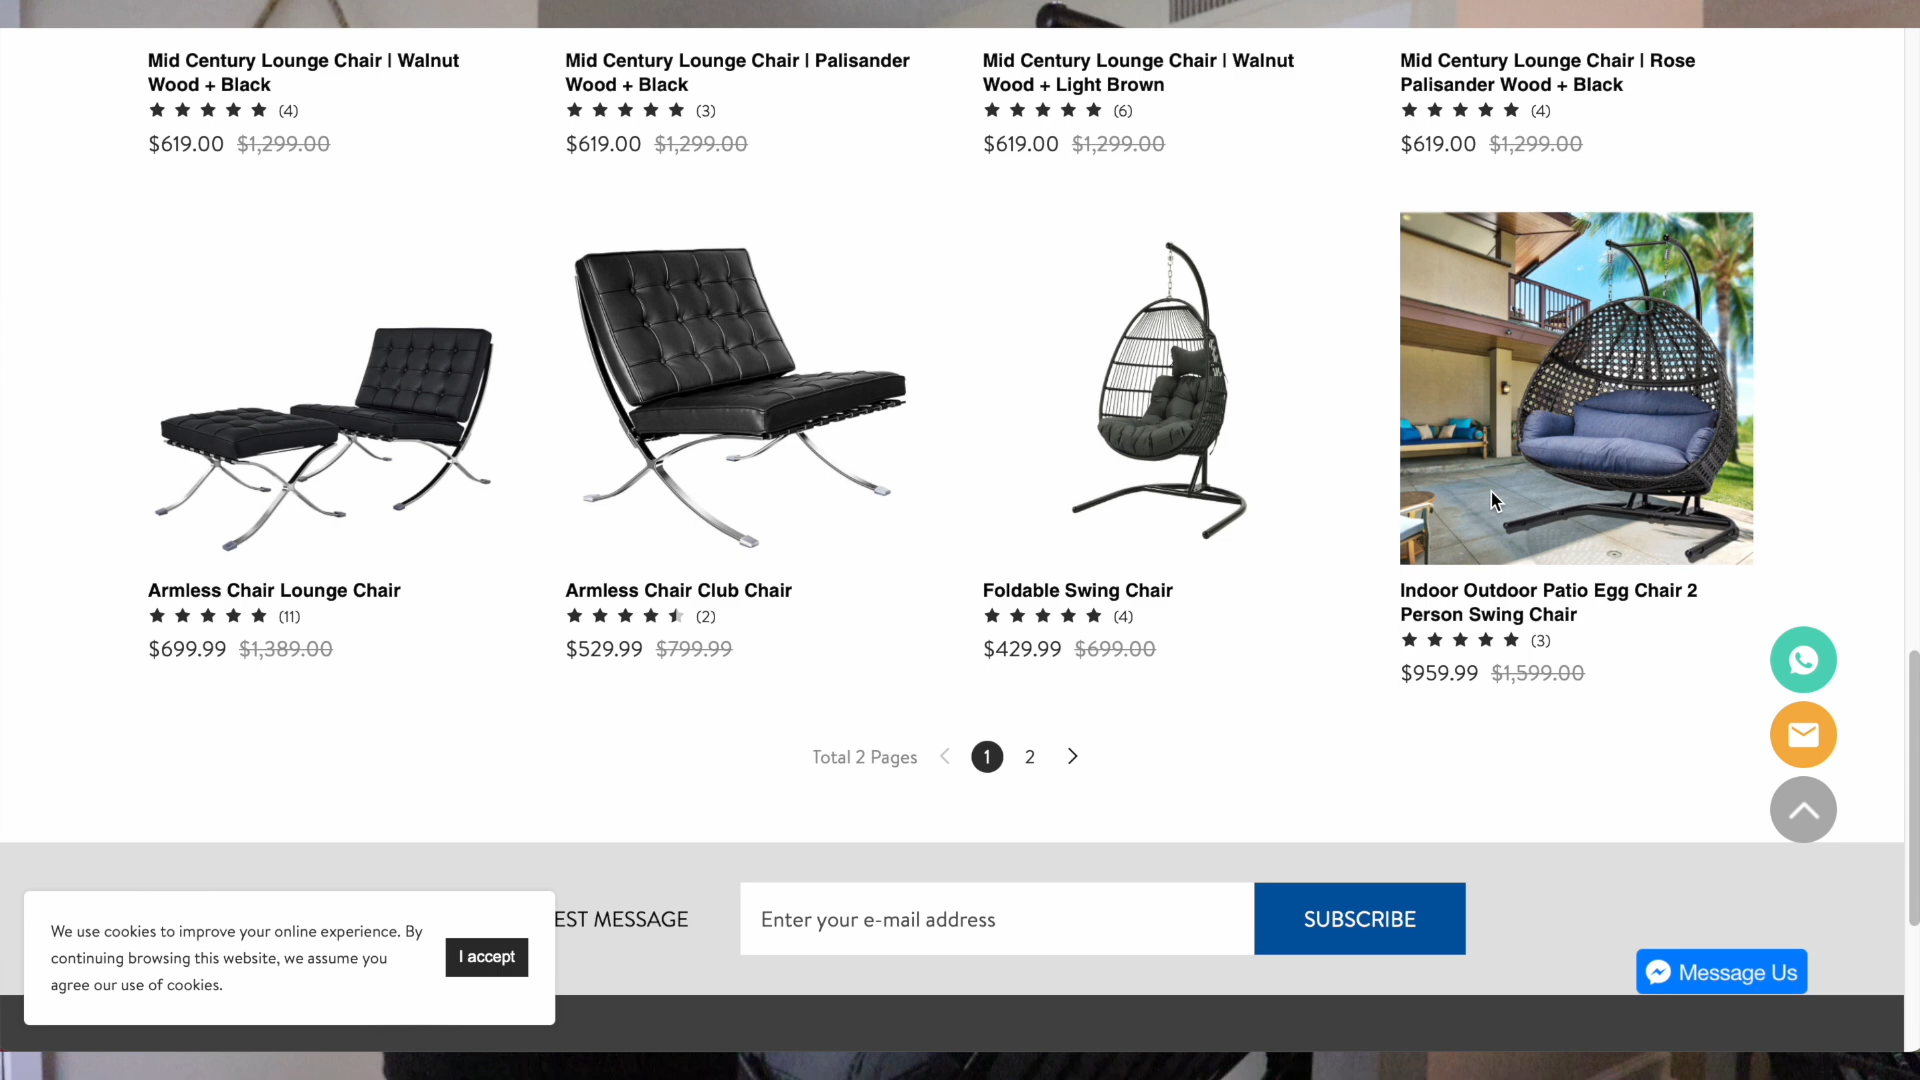 Mid Century Lounge Chair | Walnut
Wood + Black
(4)
$619.00 $1,299.00
Mid Century Lounge Chair | Palisander
Wood + Black
(3)
$619.00 $1,299.00
Mid Century Lounge Chair | Walnut
Wood + Light Brown
(6)
$619.00 $1,299.00
Mid Century Lounge Chair | Rose
Palisander Wood + Black
(4)
$619.00 $1,299.00
Armless Chair Lounge Chair
(11)
$699.99 $1,389.00
Armless Chair Club Chair
(2)
$529.99 $799.99
Foldable Swing Chair
(4)
$429.99 $699.00
Indoor Outdoor Patio Egg Chair 2
Person Swing Chair
(3)
$959.99 $1,599.00
Total 2 Pages 1 2
EST MESSAGE
Enter your e-mail address
SUBSCRIBE
We use cookies to improve your online experience. By
continuing browsing this website, we assume you
agree our use of cookies.
I accept
Message Us